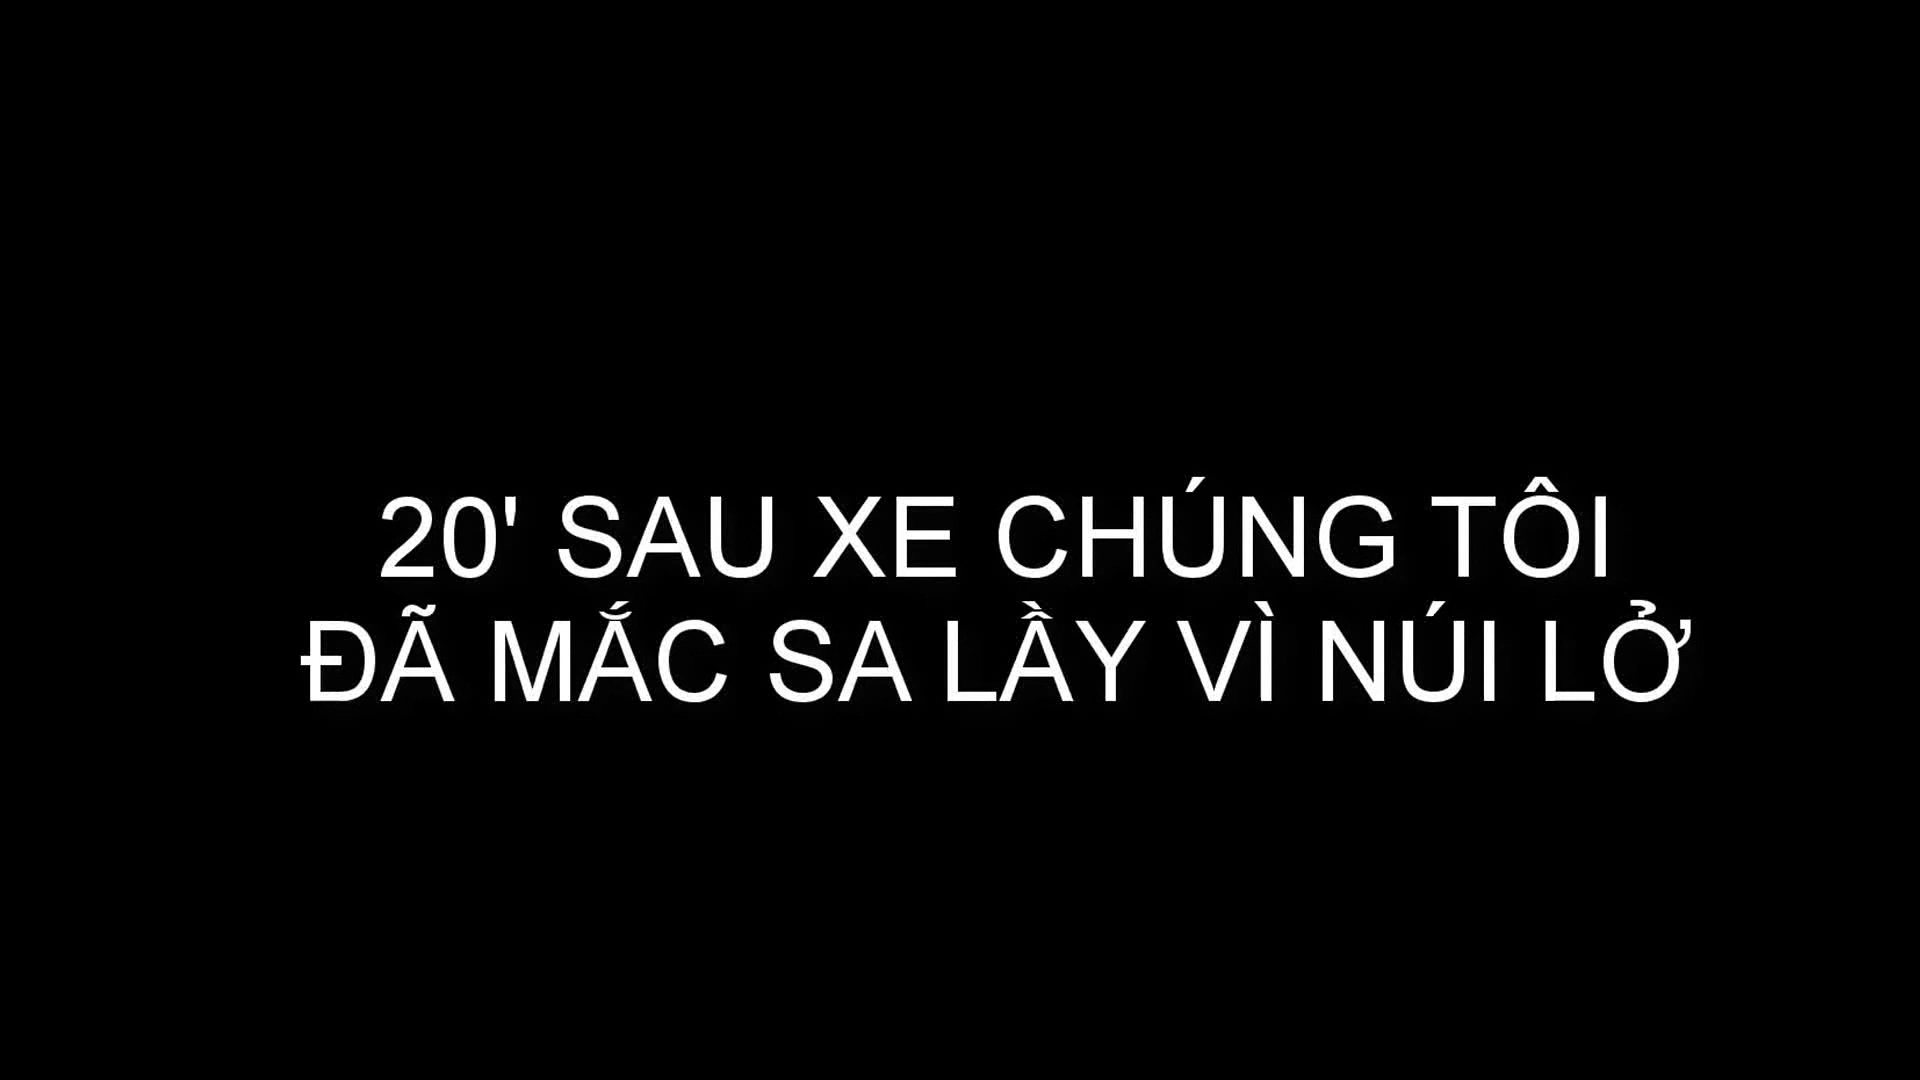 20' SAU XE CHÚNG TÔI
ĐÃ MẮC SA LẦY VÌ NÚI LỞ